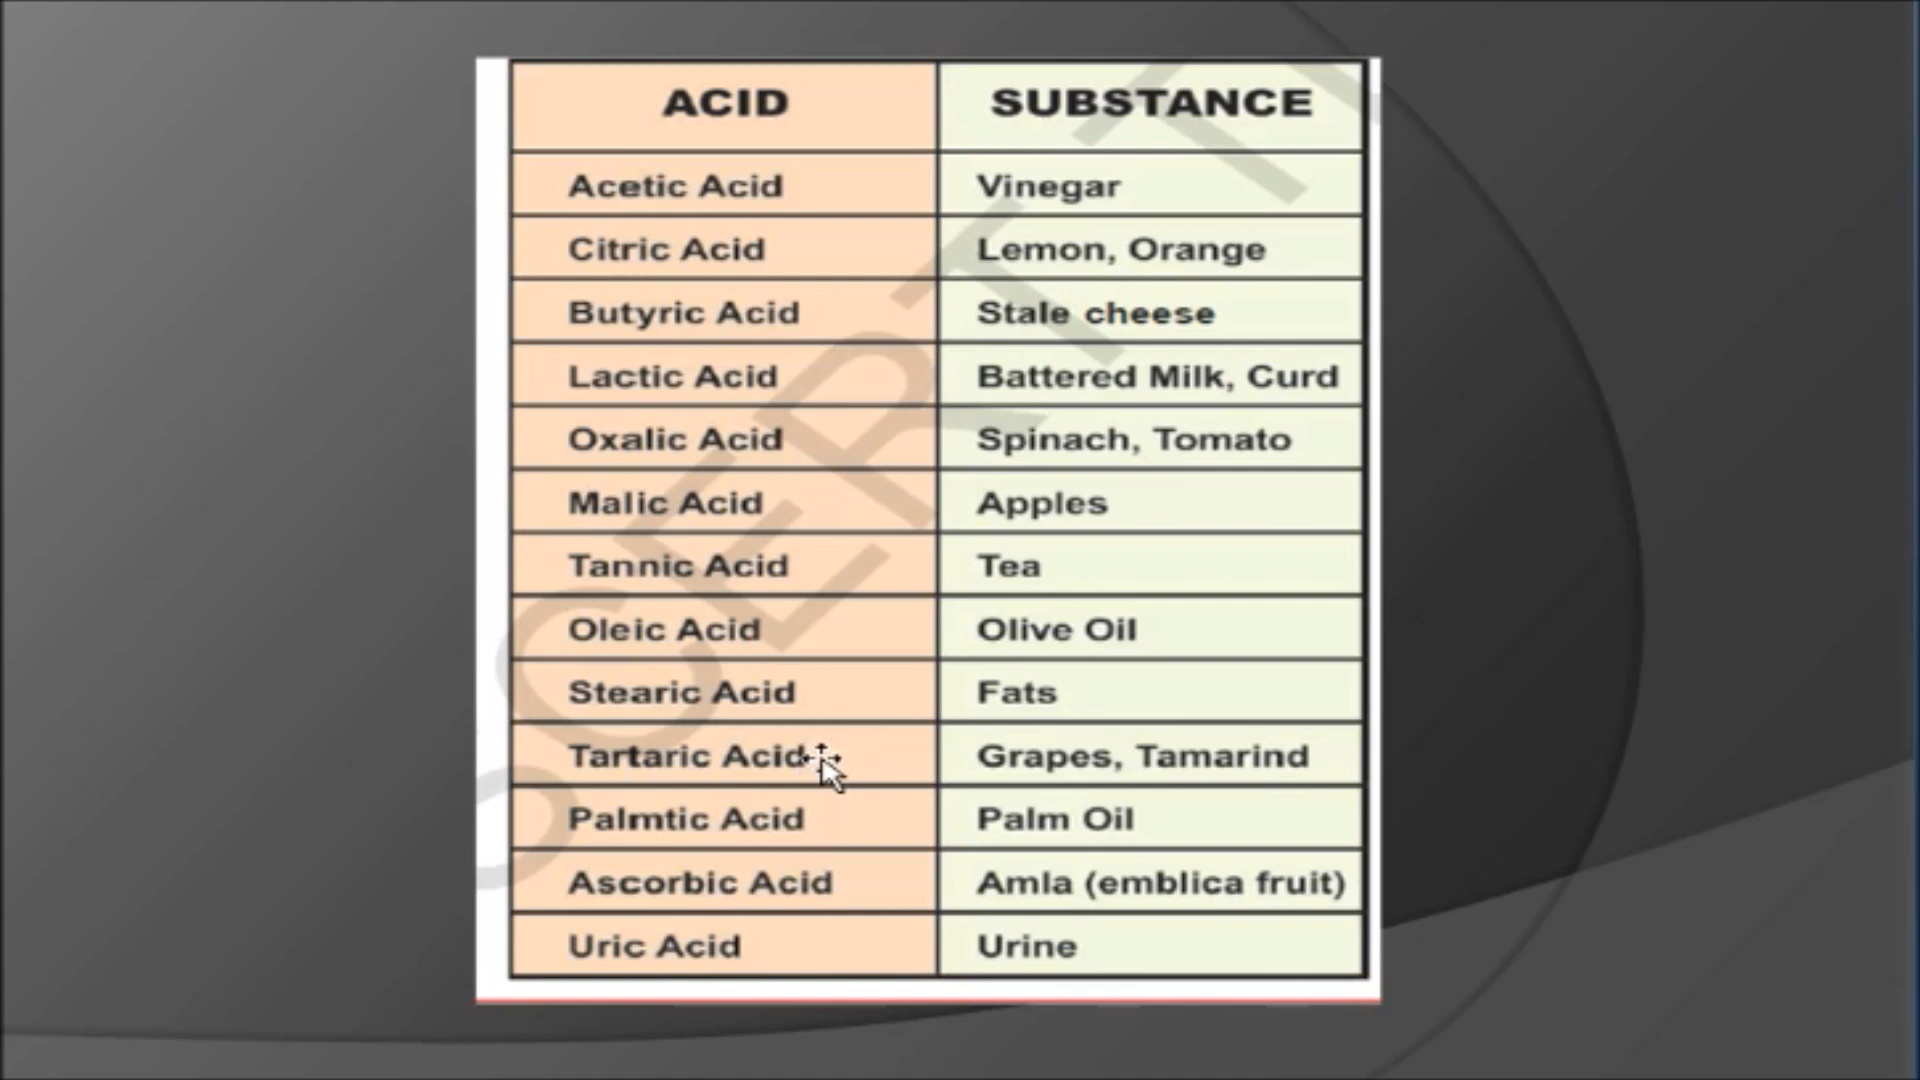 ACID SUBSTANCE
Acetic Acid Vinegar
Citric Acid Lemon, Orange
Butyric Acid Stale cheese
Lactic Acid Battered Milk, Curd
Oxalic Acid Spinach, Tomato
Malic Acid Apples
Tannic Acid Tea
Oleic Acid Olive Oil
Stearic Acid Fats
Tartaric Acid Grapes, Tamarind
Palmtic Acid Palm Oil
Ascorbic Acid Amla (emblica fruit)
Uric Acid Urine
SCERT T